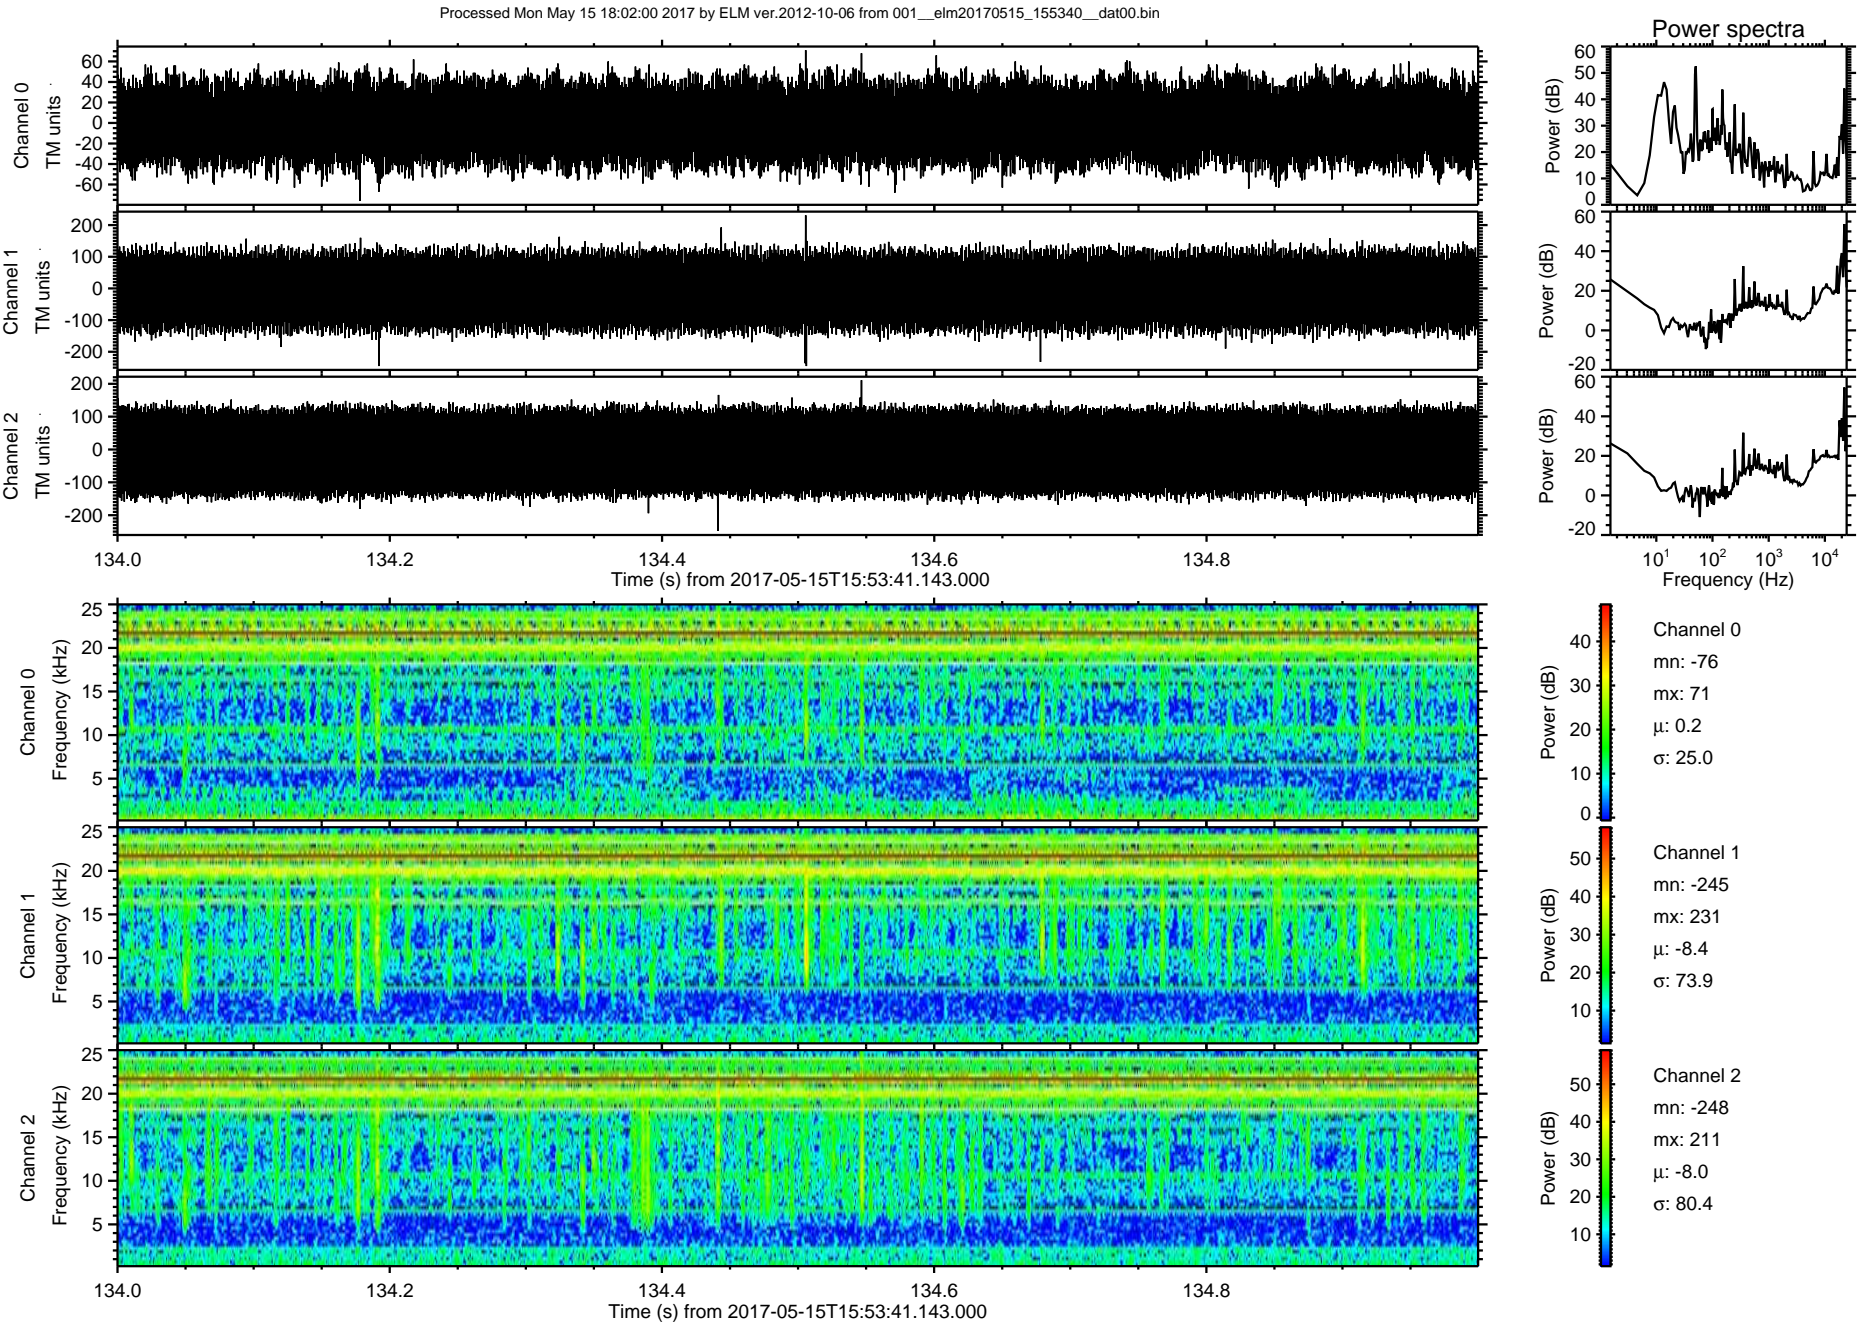 Processed Mon May 15 18:02:00 2017 by ELM ver.2012-10-06 from 001__elm20170515_155340__dat00.bin
Power spectra
Channel 0
TM units
60
40
20
0
-20
-40
-60
Power (dB)
60
50
40
30
20
10
0
Channel 1
TM units
200
100
0
-100
-200
Power (dB)
60
40
20
0
-20
Channel 2
TM units
200
100
0
-100
-200
Power (dB)
60
40
20
0
-20
134.0 134.2 134.4 134.6 134.8
Time (s) from 2017-05-15T15:53:41.143.000
10¹ 10² 10³ 10⁴
Frequency (Hz)
Channel 0
Frequency (kHz)
25
20
15
10
5
Power (dB)
40
30
20
10
0
Channel 0
mn: -76
mx: 71
μ: 0.2
σ: 25.0
Channel 1
Frequency (kHz)
25
20
15
10
5
Power (dB)
50
40
30
20
10
Channel 1
mn: -245
mx: 231
μ: -8.4
σ: 73.9
Channel 2
Frequency (kHz)
25
20
15
10
5
Power (dB)
50
40
30
20
10
Channel 2
mn: -248
mx: 211
μ: -8.0
σ: 80.4
134.0 134.2 134.4 134.6 134.8
Time (s) from 2017-05-15T15:53:41.143.000